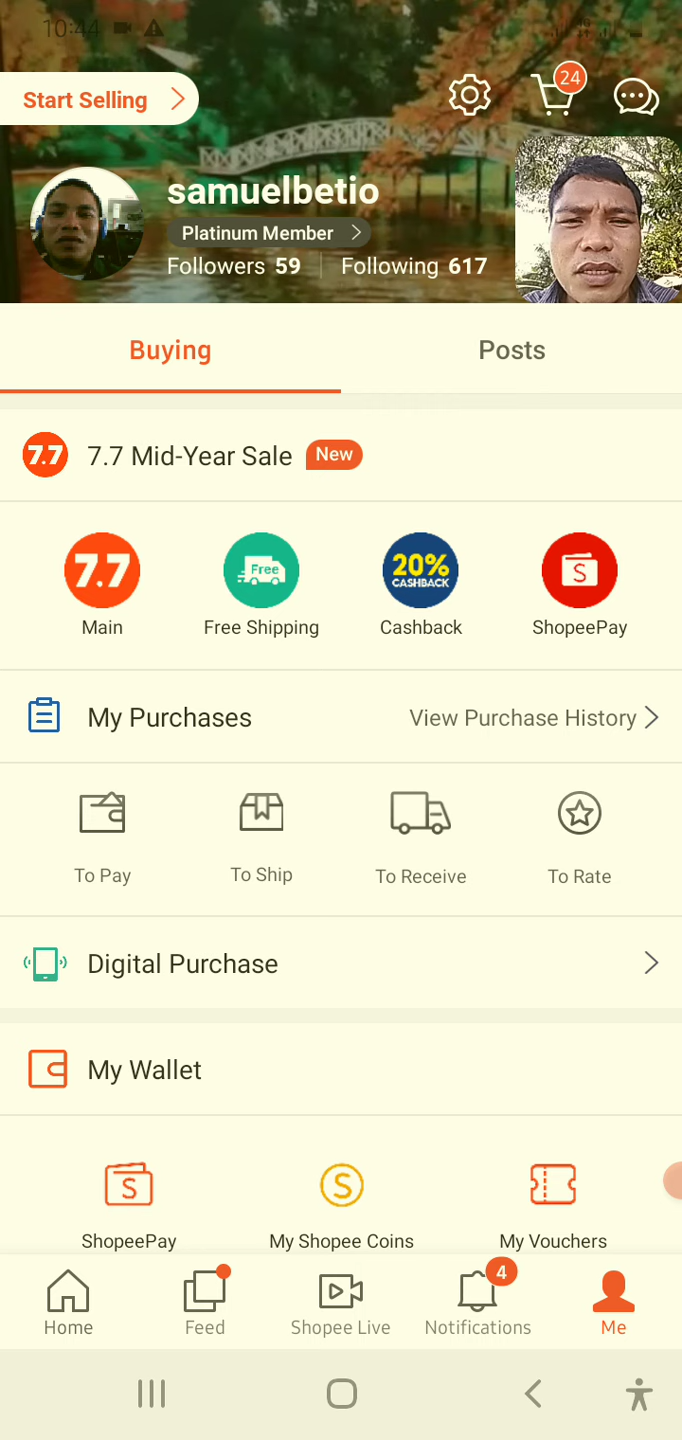 10:44
Start Selling
24
samuelbetio
Platinum Member
Followers 59 Following 617
Buying Posts
7.7 7.7 Mid-Year Sale New
7.7 Free 20% CASHBACK S
Main Free Shipping Cashback ShopeePay
My Purchases View Purchase History
To Pay To Ship To Receive To Rate
Digital Purchase
My Wallet
S S
ShopeePay My Shopee Coins My Vouchers
4
Home Feed Shopee Live Notifications Me